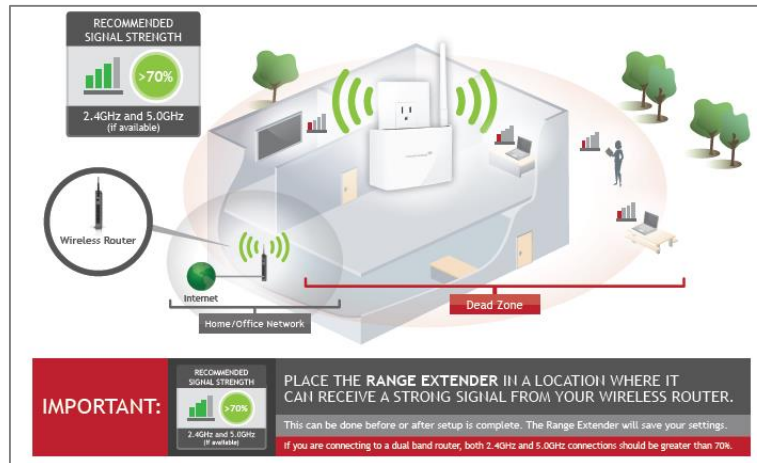 RECOMMENDED
SIGNAL STRENGTH
>70%
2.4GHz and 5.0GHz
(if available)
Wireless Router
Internet
Home/Office Network
Dead Zone
IMPORTANT:
RECOMMENDED
SIGNAL STRENGTH
>70%
2.4GHz and 5.0GHz
(if available)
PLACE THE RANGE EXTENDER IN A LOCATION WHERE IT
CAN RECEIVE A STRONG SIGNAL FROM YOUR WIRELESS ROUTER.
This can be done before or after setup is complete. The Range Extender will save your settings.
If you are connecting to a dual band router, both 2.4GHz and 5.0GHz connections should be greater than 70%.